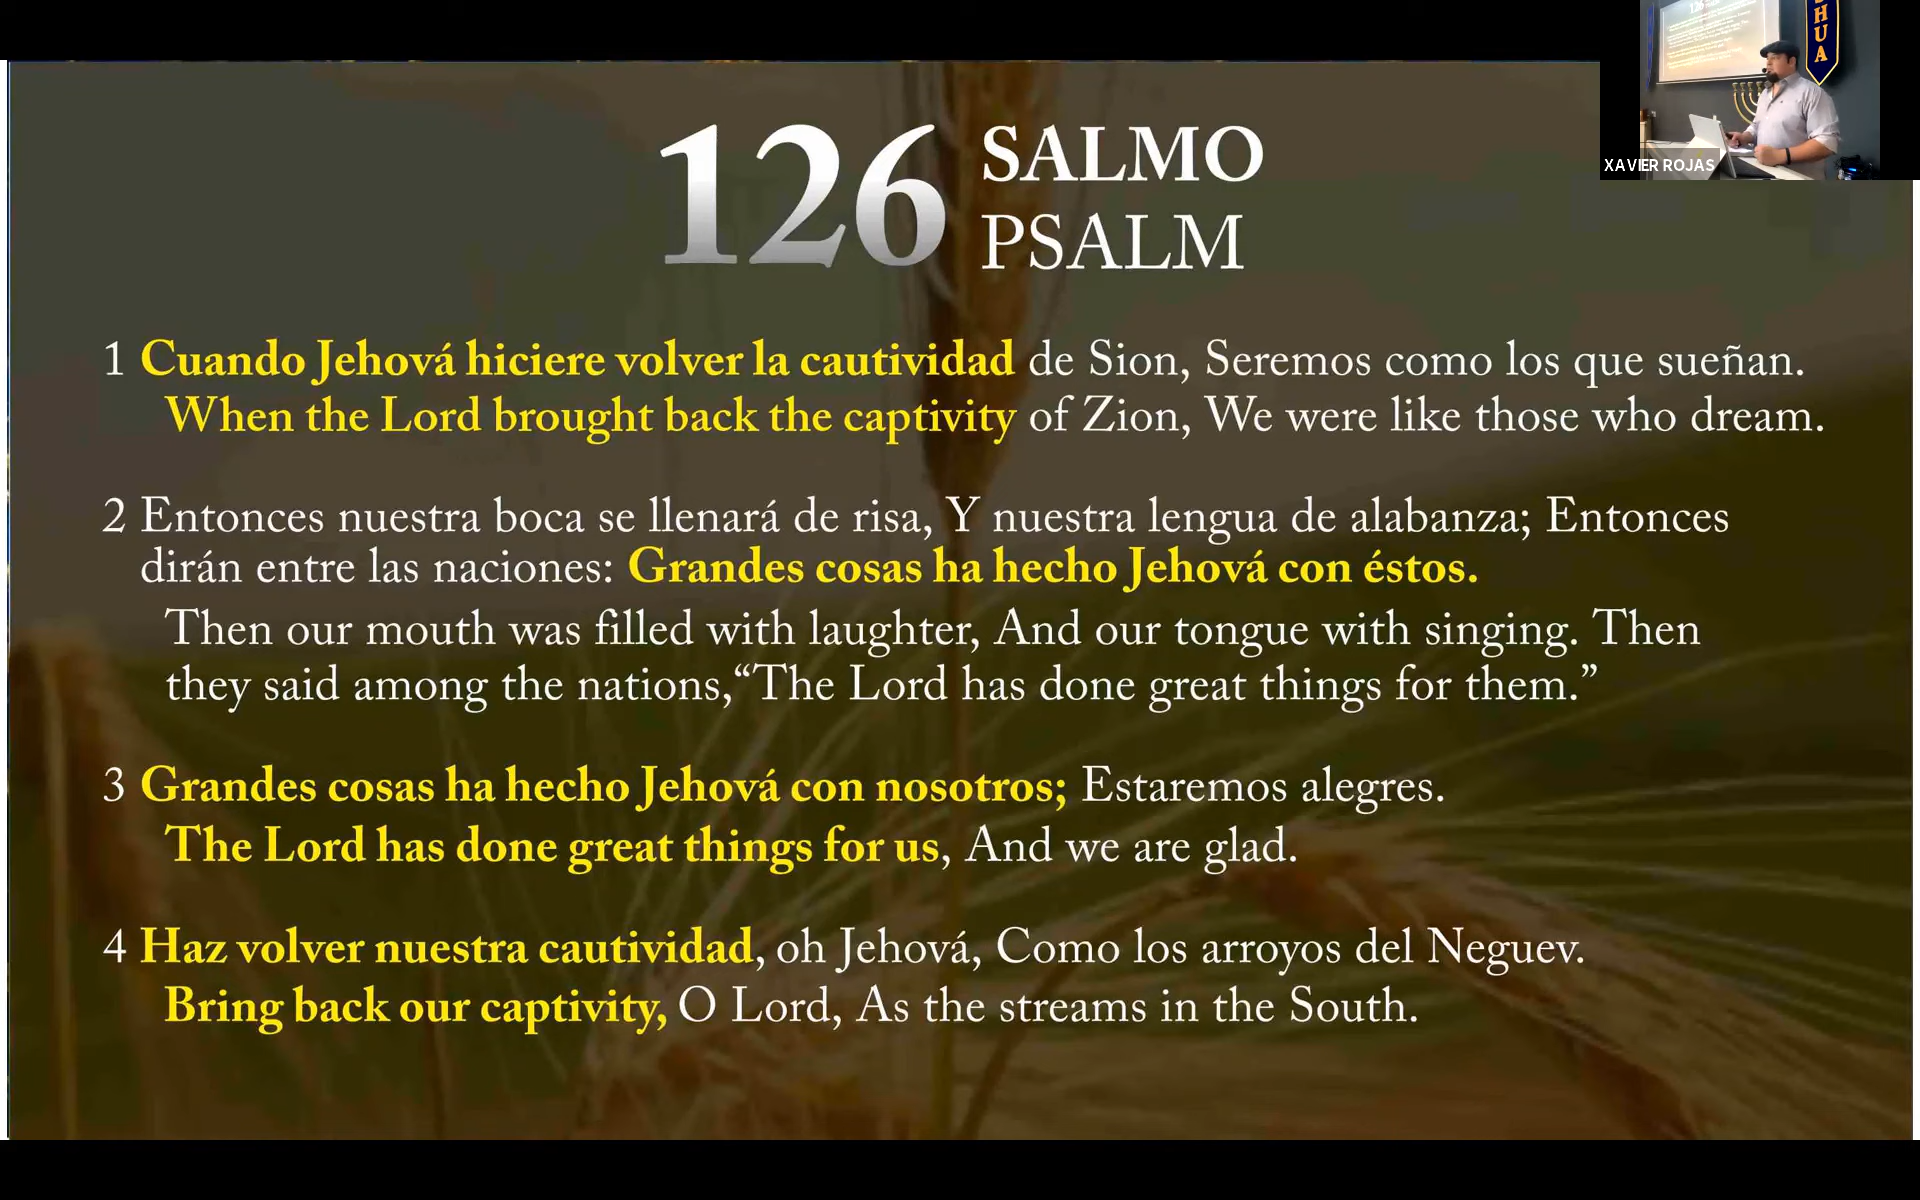 126 SALMO
PSALM
1 Cuando Jehová hiciere volver la cautividad de Sion, Seremos como los que sueñan.
When the Lord brought back the captivity of Zion, We were like those who dream.
2 Entonces nuestra boca se llenará de risa, Y nuestra lengua de alabanza; Entonces
dirán entre las naciones: Grandes cosas ha hecho Jehová con éstos.
Then our mouth was filled with laughter, And our tongue with singing. Then
they said among the nations,“The Lord has done great things for them.”
3 Grandes cosas ha hecho Jehová con nosotros; Estaremos alegres.
The Lord has done great things for us, And we are glad.
4 Haz volver nuestra cautividad, oh Jehová, Como los arroyos del Neguev.
Bring back our captivity, O Lord, As the streams in the South.
HUA
XAVIER ROJAS